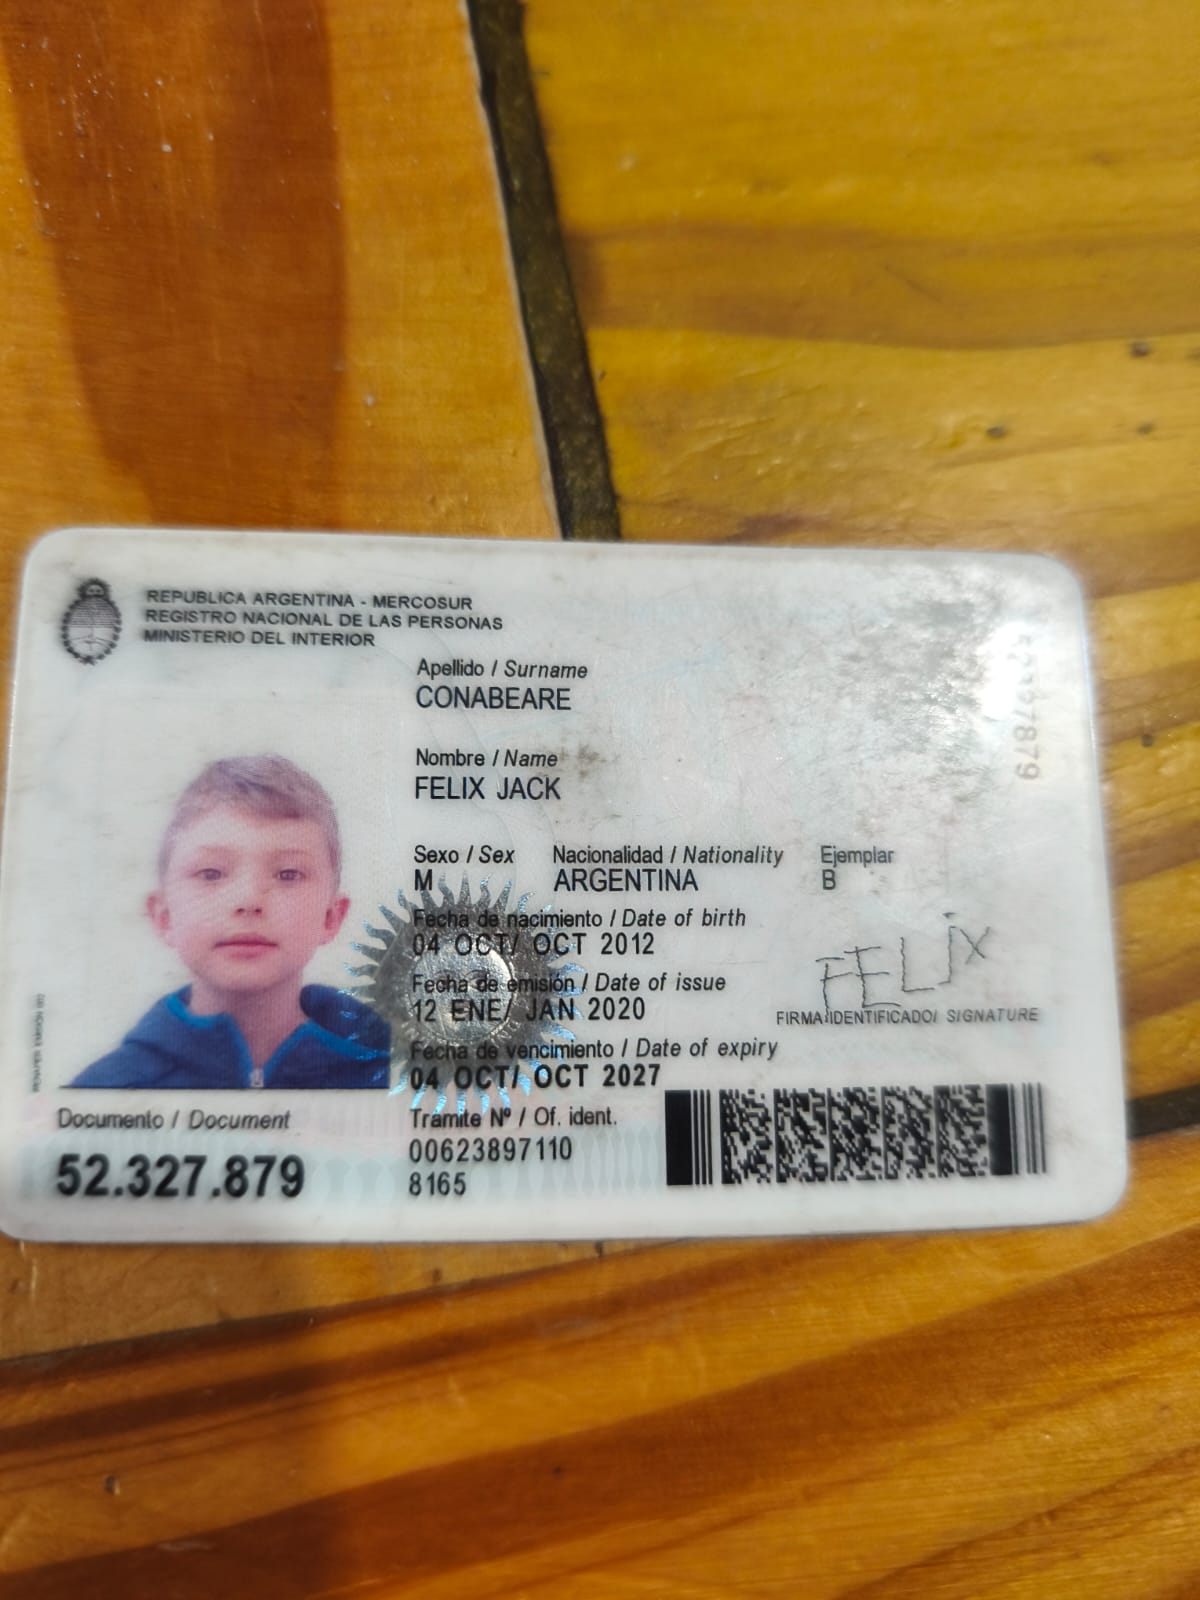 REPUBLICA ARGENTINA - MERCOSUR
REGISTRO NACIONAL DE LAS PERSONAS
MINISTERIO DEL INTERIOR
Apellido / Surname
CONABEARE
Nombre / Name
FELIX JACK
Sexo / Sex Nacionalidad / Nationality Ejemplar
M ARGENTINA B
Fecha de nacimiento / Date of birth
04 OCT/ OCT 2012
Fecha de emisión / Date of issue
12 ENE/ JAN 2020
FELIX
FIRMA IDENTIFICADO/ SIGNATURE
Fecha de vencimiento / Date of expiry
04 OCT/ OCT 2027
Documento / Document
52.327.879
Tramite Nº / Of. ident.
00623897110
8165